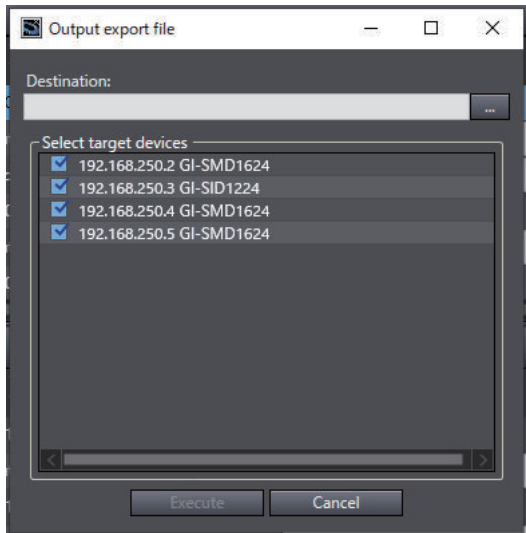 Output export file
Destination:
...
Select target devices
192.168.250.2 GI-SMD1624
192.168.250.3 GI-SID1224
192.168.250.4 GI-SMD1624
192.168.250.5 GI-SMD1624
Execute
Cancel